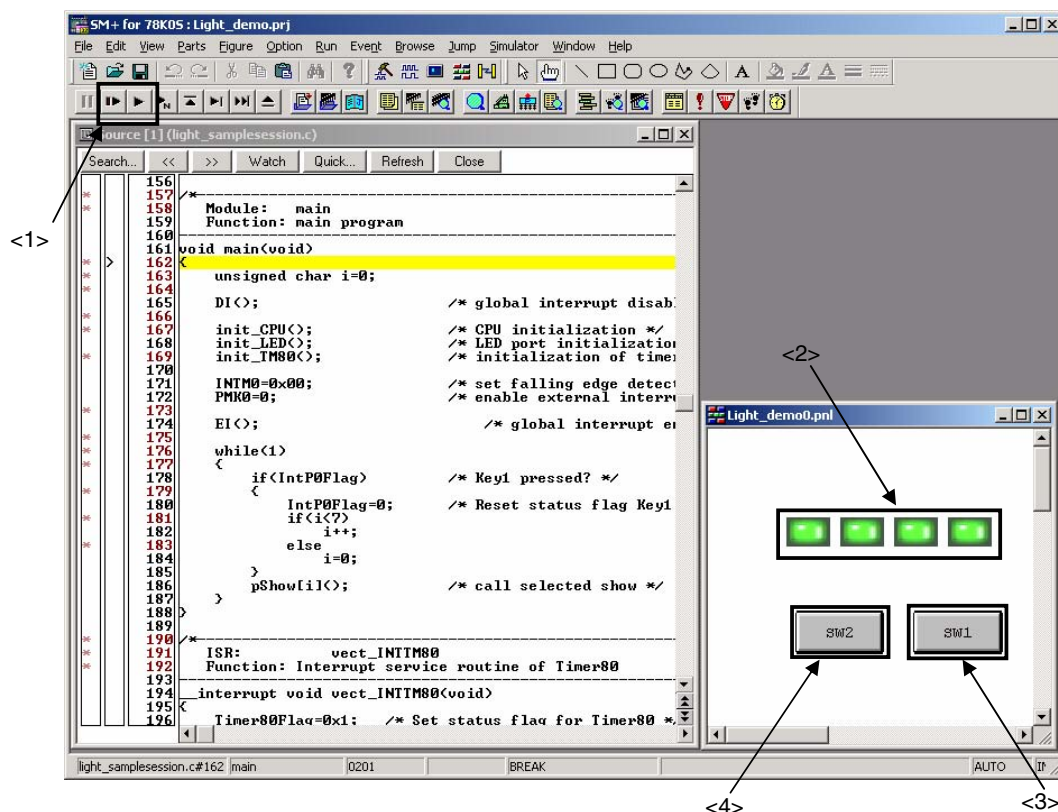 SM+ for 78K0S : Light_demo.prj
File Edit View Parts Figure Option Run Event Browse Jump Simulator Window Help
<1>
Source [1] (light_samplesession.c)
Search... << >> Watch Quick... Refresh Close
156
157 /*------------------------------------------------
158 Module: main
159 Function: main program
160 ------------------------------------------------
161 void main(void)
162 {
163 unsigned char i=0;
164
165 DI(); /* global interrupt disab
166
167 init_CPU(); /* CPU initialization */
168 init_LED(); /* LED port initialization
169 init_TM80(); /* initialization of time
170
171 INTM0=0x00; /* set falling edge detect
172 PMK0=0; /* enable external interru
173
174 EI(); /* global interrupt en
175
176 while(1)
177 {
178 if(IntP0Flag) /* Key1 pressed? */
179 {
180 IntP0Flag=0; /* Reset status flag Key1
181 if(i<7)
182 i++;
183 else
184 i=0;
185 }
186 pShow[i](); /* call selected show */
187 }
188 }
189
190 /*------------------------------------------------
191 ISR: vect_INTTM80
192 Function: Interrupt service routine of Timer80
193 ------------------------------------------------
194 __interrupt void vect_INTTM80(void)
195 {
196 Timer80Flag=0x1; /* Set status flag for Timer80 *
<2>
Light_demo0.pnl
SW2 SW1
light_samplesession.c#162 main 0201 BREAK AUTO
<4> <3>